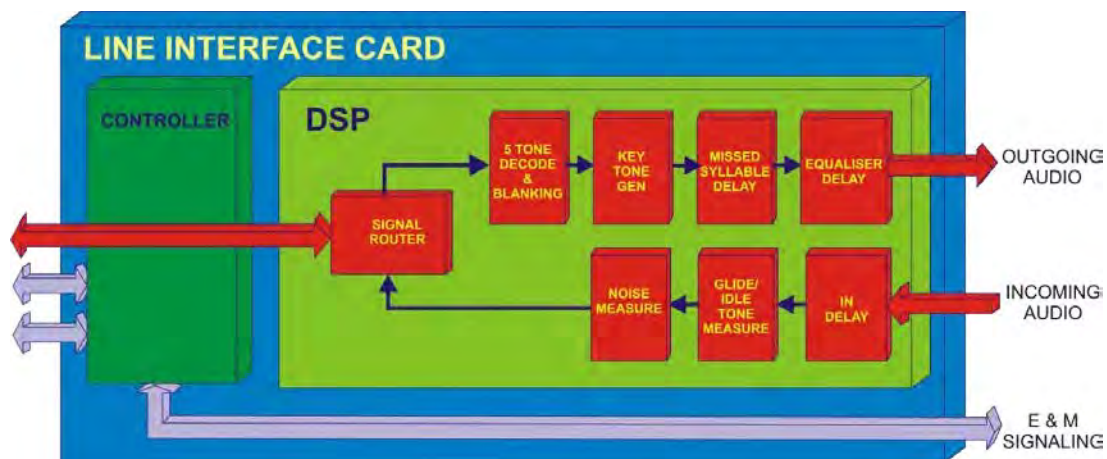 LINE INTERFACE CARD
CONTROLLER
DSP
5 TONE
DECODE
&
BLANKING
KEY
TONE
GEN
MISSED
SYLLABLE
DELAY
EQUALISER
DELAY
OUTGOING
AUDIO
SIGNAL
ROUTER
NOISE
MEASURE
GLIDE/
IDLE
TONE
MEASURE
IN
DELAY
INCOMING
AUDIO
E & M
SIGNALING